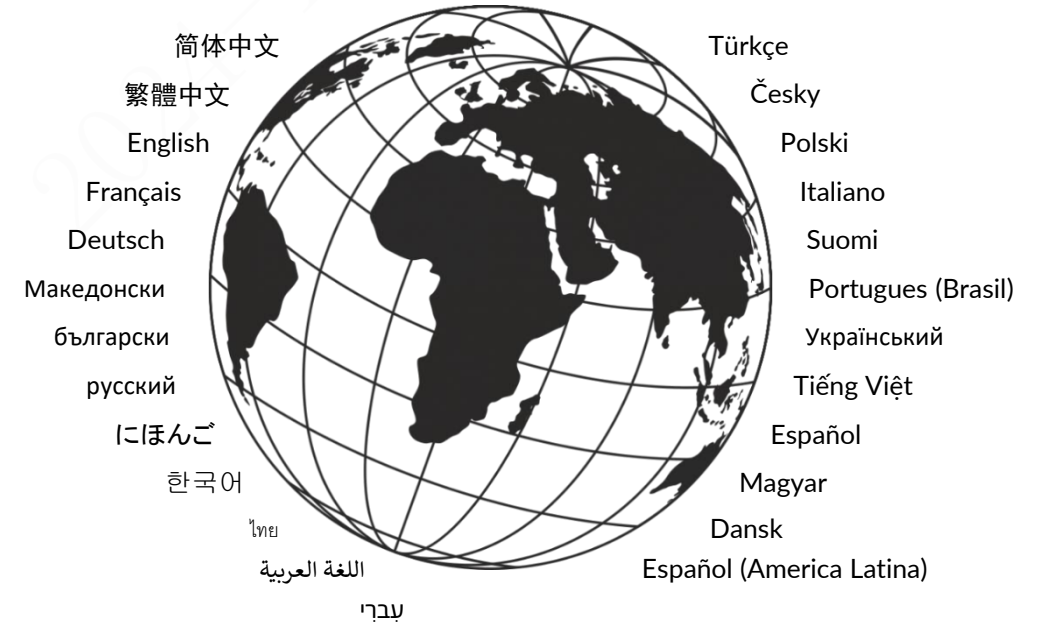 简体中文
繁體中文
English
Français
Deutsch
Македонски
български
русский
にほんご
한국어
ไทย
اللغة العربية
עִברִי
Türkçe
Česky
Polski
Italiano
Suomi
Portugues (Brasil)
Український
Tiếng Việt
Español
Magyar
Dansk
Español (America Latina)